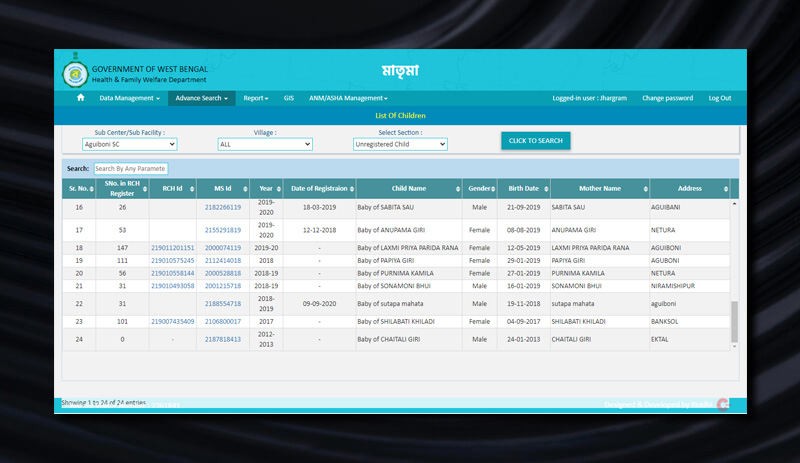 GOVERNMENT OF WEST BENGAL
Health & Family Welfare Department
মাতৃমা
Data Management Advance Search Report GIS ANM/ASHA Management Logged-in user : Jhargram Change password Log Out
List Of Children
Sub Center/Sub Facility : Village : Select Section :
Aguiboni SC ALL Unregistered Child CLICK TO SEARCH
Search: Search By Any Paramete
Sr. No. SNo. in RCH Register RCH Id MS Id Year Date of Registraion Child Name Gender Birth Date Mother Name Address
16 26 2182266119 2019-2020 18-03-2019 Baby of SABITA SAU Male 21-09-2019 SABITA SAU AGUIBANI
17 53 2155291819 2019-2020 12-12-2018 Baby of ANUPAMA GIRI Female 08-08-2019 ANUPAMA GIRI NETURA
18 147 219011201151 2000074119 2019-20 - Baby of LAXMI PRIYA PARIDA RANA Female 12-05-2019 LAXMI PRIYA PARIDA RANA AGUIBONI
19 111 219010575245 2112414018 2018 - Baby of PAPIYA GIRI Female 29-01-2019 PAPIYA GIRI AGUBONI
20 56 219010558144 2000528818 2018-19 - Baby of PURNIMA KAMILA Female 27-01-2019 PURNIMA KAMILA NETURA
21 31 219010493058 2001215718 2018-19 - Baby of SONAMONI BHUI Male 16-01-2019 SONAMONI BHUI NIRAMISHIPUR
22 31 2188554718 2018-2019 09-09-2020 Baby of sutapa mahata Male 19-11-2018 sutapa mahata aguiboni
23 101 219007435409 2106800017 2017 - Baby of SHILABATI KHILADI Female 04-09-2017 SHILABATI KHILADI BANKSOL
24 0 - 2187818413 2012-2013 - Baby of CHAITALI GIRI Male 24-01-2013 CHAITALI GIRI EKTAL
Showing 1 to 24 of 24 entries
Designed & Developed by